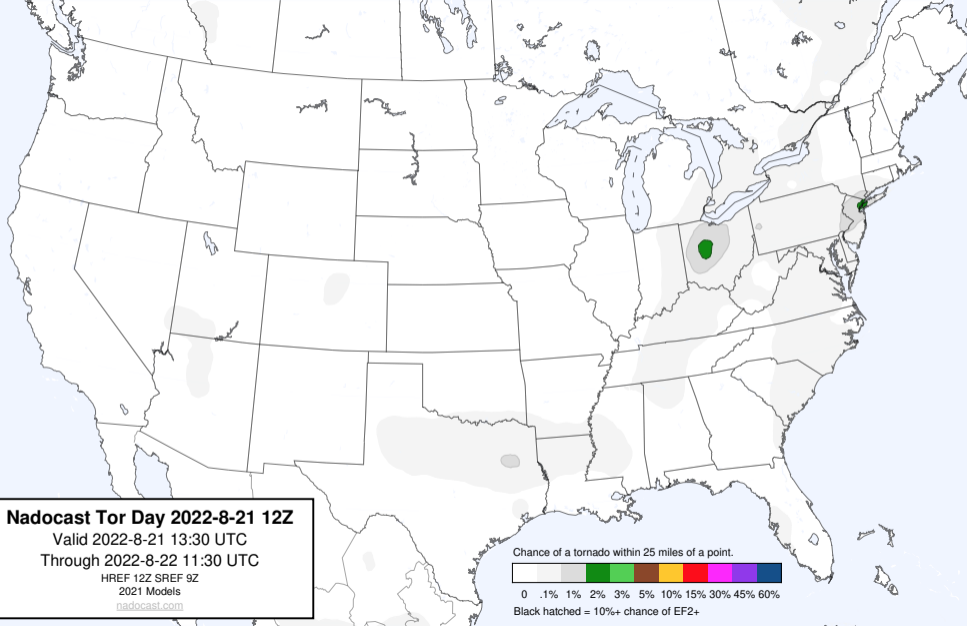 Nadocast Tor Day 2022-8-21 12Z
Valid 2022-8-21 13:30 UTC
Through 2022-8-22 11:30 UTC
HREF 12Z SREF 9Z
2021 Models
nadocast.com
Chance of a tornado within 25 miles of a point.
0 .1% 1% 2% 3% 5% 10% 15% 30% 45% 60%
Black hatched = 10%+ chance of EF2+